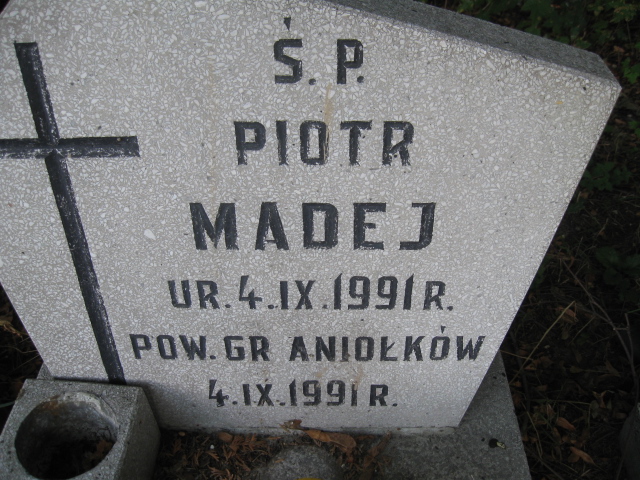 Ś. P.
PIOTR
MADEJ
UR. 4. IX. 1991 R.
POW. GR ANIOŁKÓW
4. IX. 1991 R.